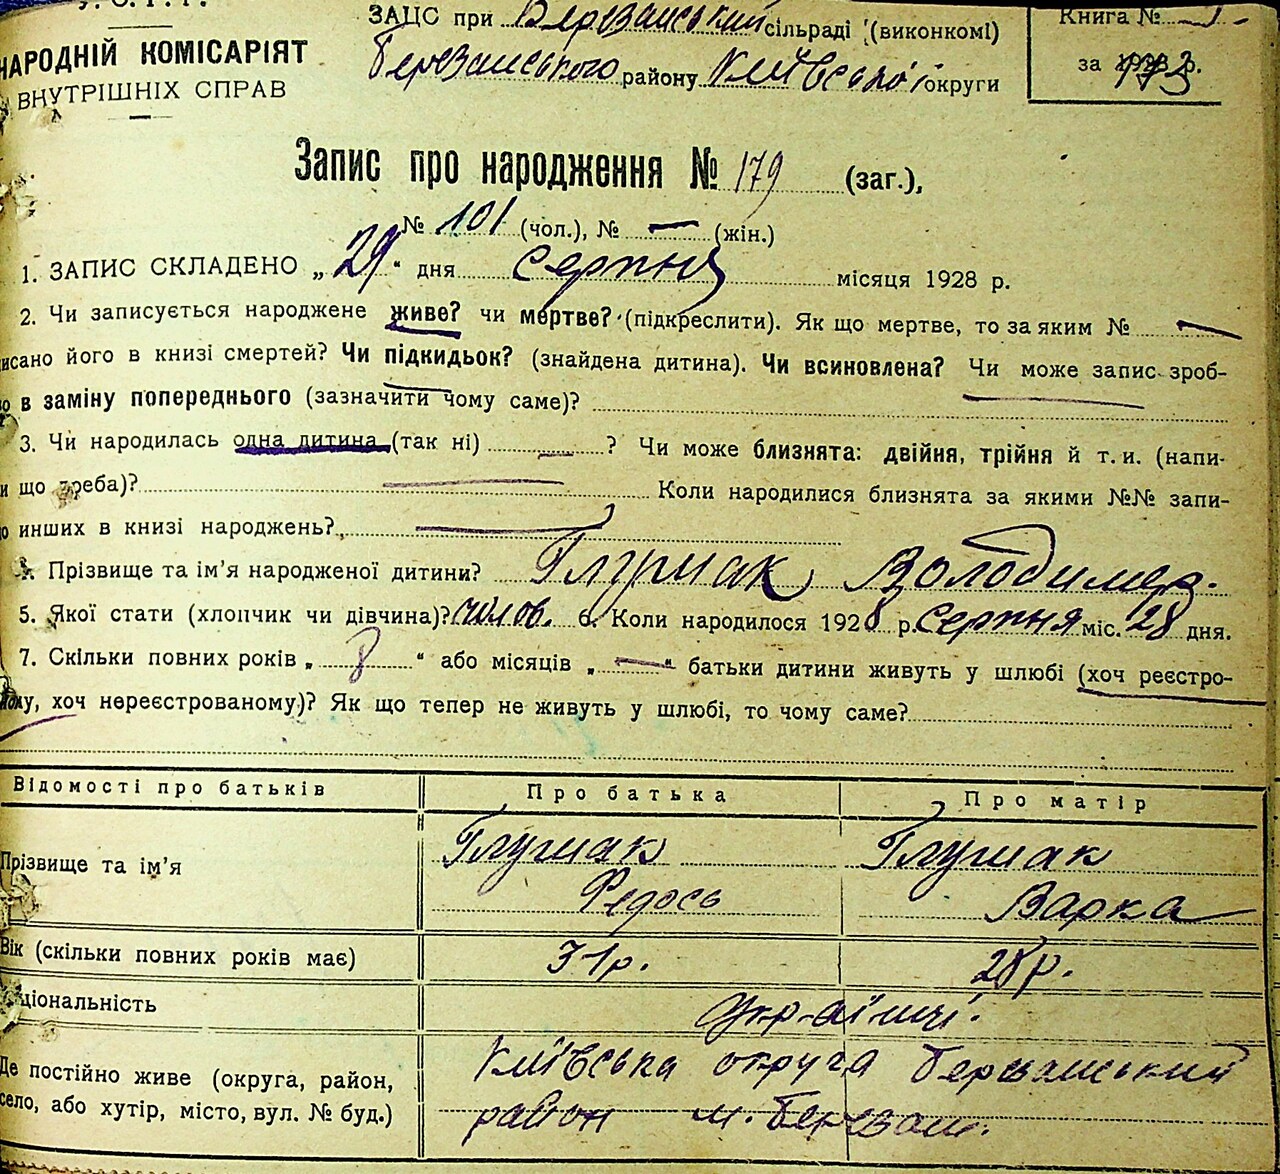 У.С.Р.Р.
НАРОДНІЙ КОМІСАРІЯТ
ВНУТРІШНІХ СПРАВ
ЗАЦС при Березанський сільраді (виконкомі)
Березанського району Київської округи
Книга №
за р.
Запис про народження № 179 (заг.),
№ 101 (чол.), № — (жін.)
1. ЗАПИС СКЛАДЕНО „29“ дня серпня місяця 1928 р.
2. Чи записується народжене живе? чи мертве? (підкреслити). Як що мертве, то за яким № —
исано його в книзі смертей? Чи підкидьок? (знайдена дитина). Чи всиновлена? Чи може запис зроб-
о в заміну попереднього (зазначити чому саме)?
3. Чи народилась одна дитина (так ні) — ? Чи може близнята: двійня, трійня й т. и. (напи-
и що треба)? — Коли народилися близнята за якими №№ запи-
о инших в книзі народжень? —
4. Прізвище та ім'я народженої дитини? Глушак Володимер.
5. Якої стати (хлопчик чи дівчина)? чолов. 6. Коли народилося 1928 р. серпня міс. 28 дня.
7. Скільки повних років „8“ або місяців „—“ батьки дитини живуть у шлюбі (хоч реєстро-
ому, хоч нереєстрованому)? Як що тепер не живуть у шлюбі, то чому саме?
Відомості про батьків Про батька Про матір
Прізвище та ім'я Глушак Глушак
Федось Варка
Вік (скільки повних років має) 31 р. 28 р.
ціональність Українці.
Де постійно живе (округа, район, Київська округа Березанський
село, або хутір, місто, вул. № буд.) район м. Березань.